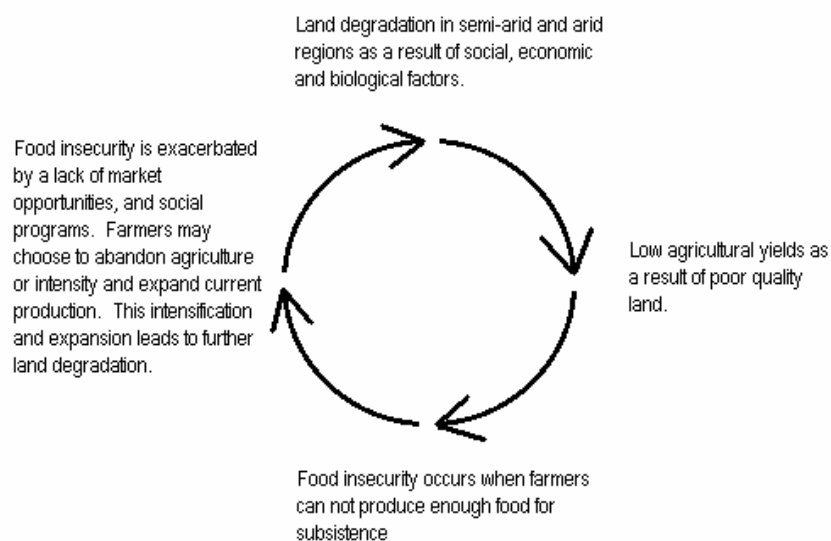 Land degradation in semi-arid and arid
regions as a result of social, economic
and biological factors.
Low agricultural yields as
a result of poor quality
land.
Food insecurity occurs when farmers
can not produce enough food for
subsistence
Food insecurity is exacerbated
by a lack of market
opportunities, and social
programs. Farmers may
choose to abandon agriculture
or intensity and expand current
production. This intensification
and expansion leads to further
land degradation.